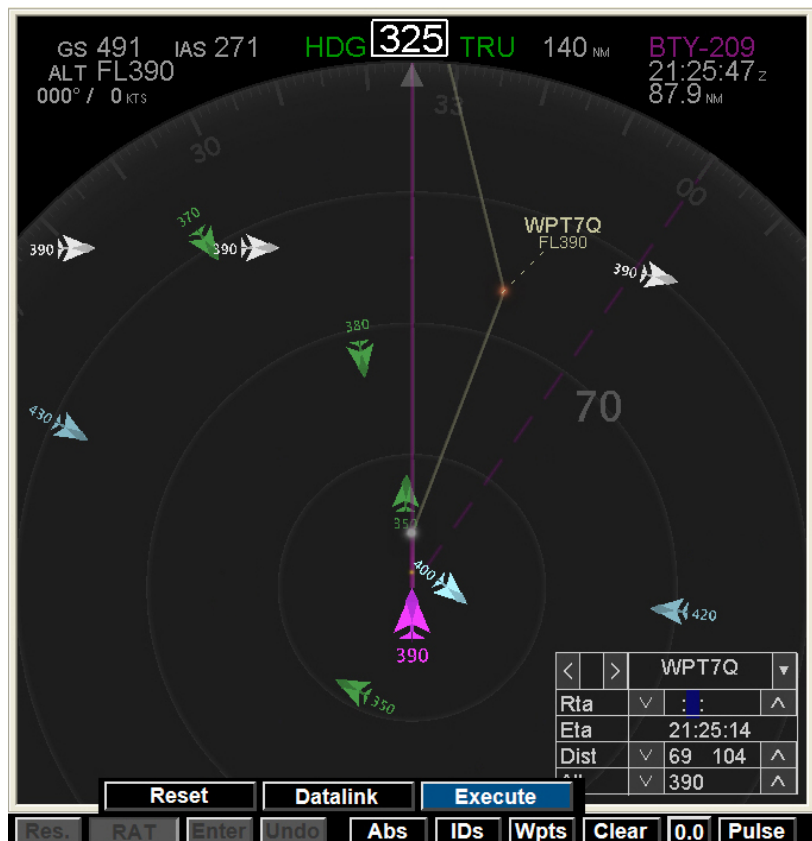 GS 491 IAS 271 HDG 325 TRU 140 NM BTY-209
ALT FL390 21:25:47 z
000° / 0 KTS 87.9 NM
33
30
00
370
390
390
WPT7Q
FL390
390
380
70
430
350
400
420
390
350
< > WPT7Q ▼
Rta : :
Eta 21:25:14
Dist 69 104
390
Reset Datalink Execute
Res. RAT Enter Undo Abs IDs Wpts Clear 0.0 Pulse